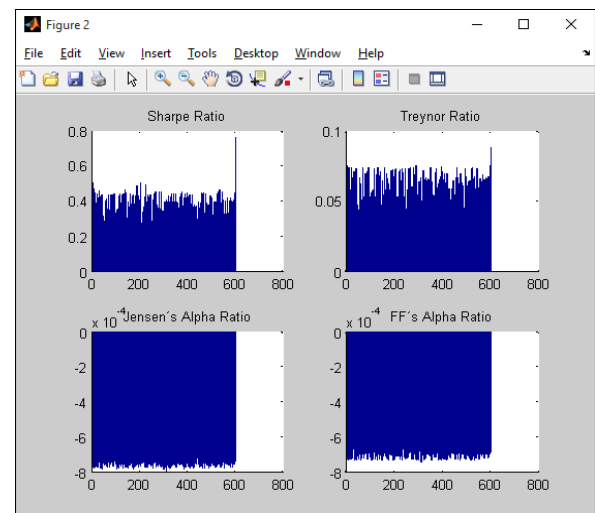 Figure 2
File Edit View Insert Tools Desktop Window Help
Sharpe Ratio
0.8
0.6
0.4
0.2
0
0 200 400 600 800
Treynor Ratio
0.1
0.05
0
0 200 400 600 800
x 10-4 Jensen´s Alpha Ratio
0
-2
-4
-6
-8
0 200 400 600 800
x 10-4 FF´s Alpha Ratio
0
-2
-4
-6
-8
0 200 400 600 800